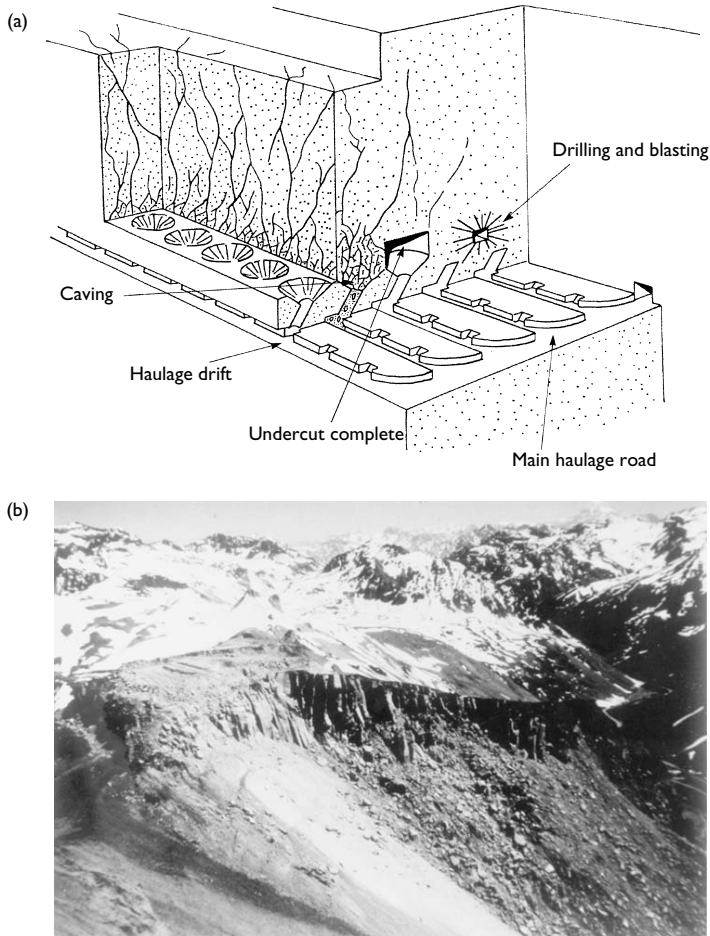 (a)
Drilling and blasting
Caving
Haulage drift
Undercut complete
Main haulage road
(b)